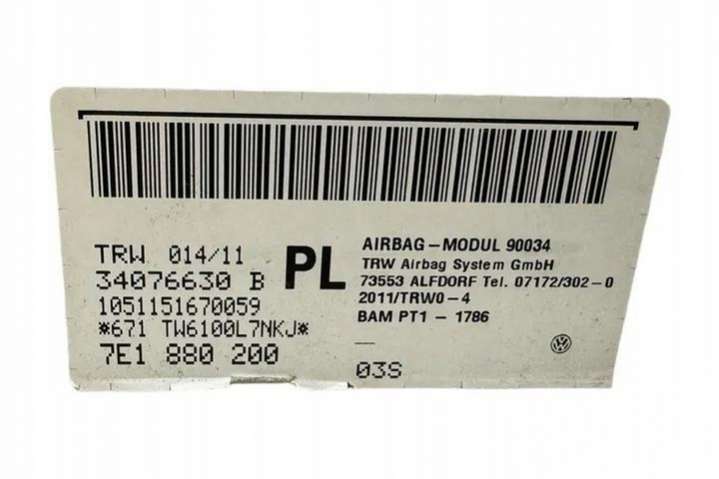 TRW 014/11
34076630 B
1051151670059
*671 TW6100L7NKJ*
7E1 880 200
PL
AIRBAG-MODUL 90034
TRW Airbag System GmbH
73553 ALFDORF Tel. 07172/302-0
2011/TRW0-4
BAM PT1 - 1786
03S